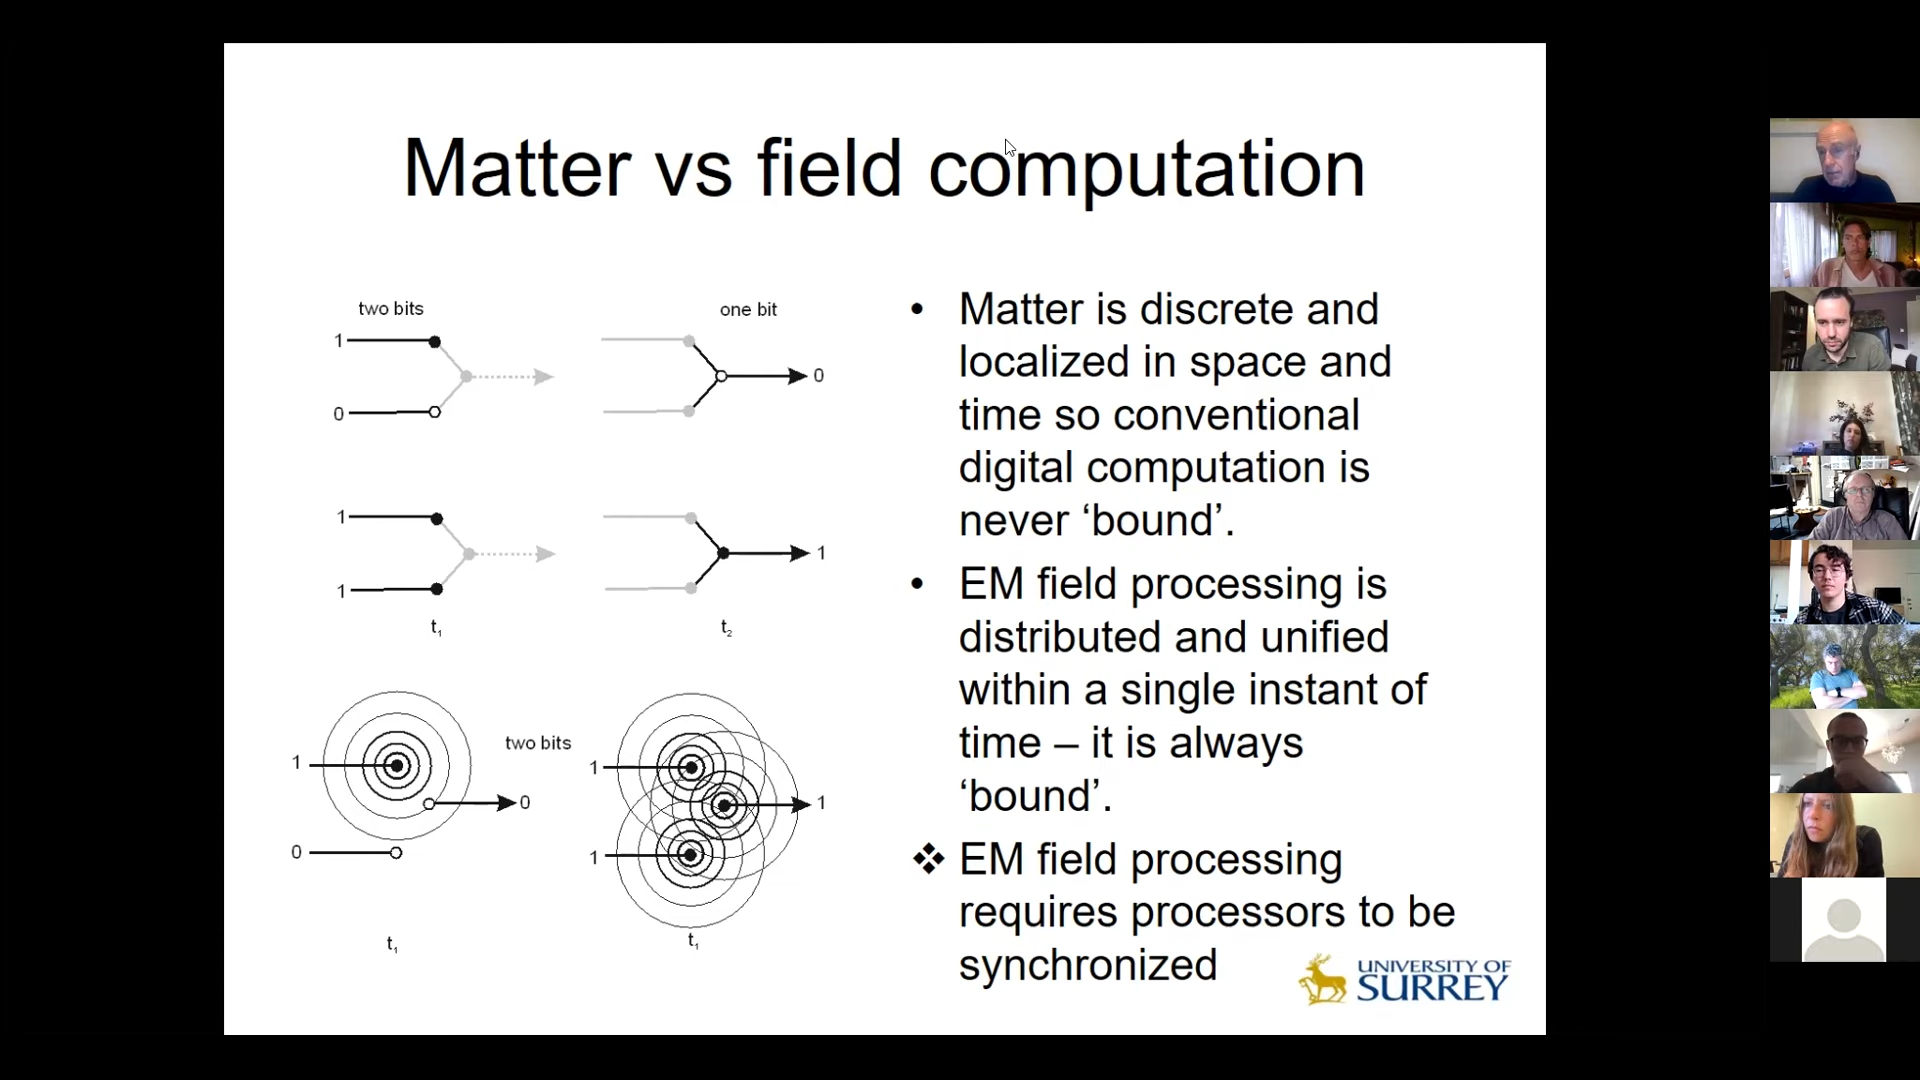 Matter vs field computation
two bits
one bit
1
0
0
1
1
1
t₁
t₂
1
two bits
0
0
1
1
1
t₁
t₁
• Matter is discrete and
localized in space and
time so conventional
digital computation is
never ‘bound’.
• EM field processing is
distributed and unified
within a single instant of
time – it is always
‘bound’.
❖ EM field processing
requires processors to be
synchronized
UNIVERSITY OF
SURREY